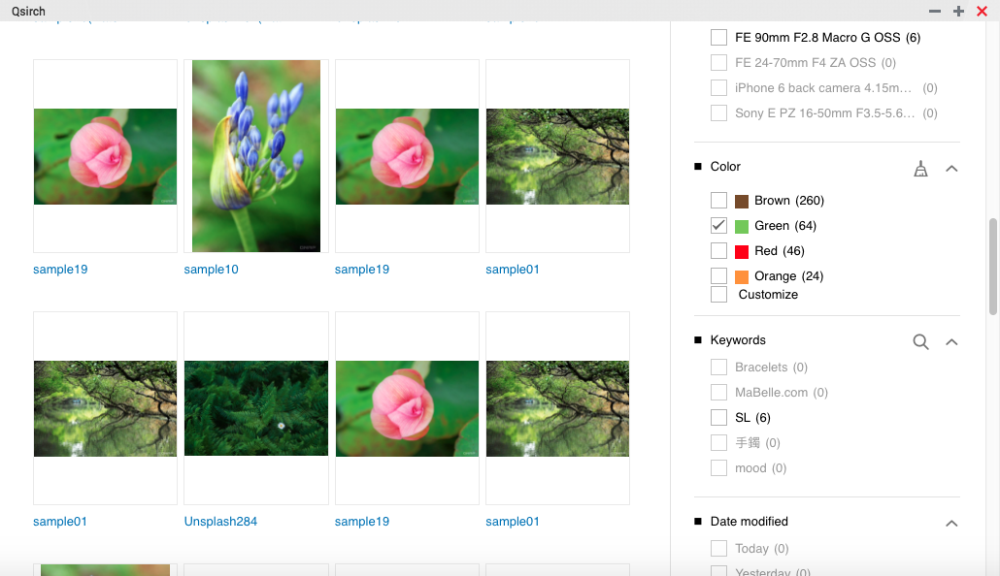 Qsirch
FE 90mm F2.8 Macro G OSS (6)
FE 24-70mm F4 ZA OSS (0)
iPhone 6 back camera 4.15m... (0)
Sony E PZ 16-50mm F3.5-5.6... (0)
Color
Brown (260)
Green (64)
Red (46)
Orange (24)
Customize
sample19
sample10
sample19
sample01
Keywords
Bracelets (0)
MaBelle.com (0)
SL (6)
手鐲 (0)
mood (0)
sample01
Unsplash284
sample19
sample01
Date modified
Today (0)
Yesterday (0)